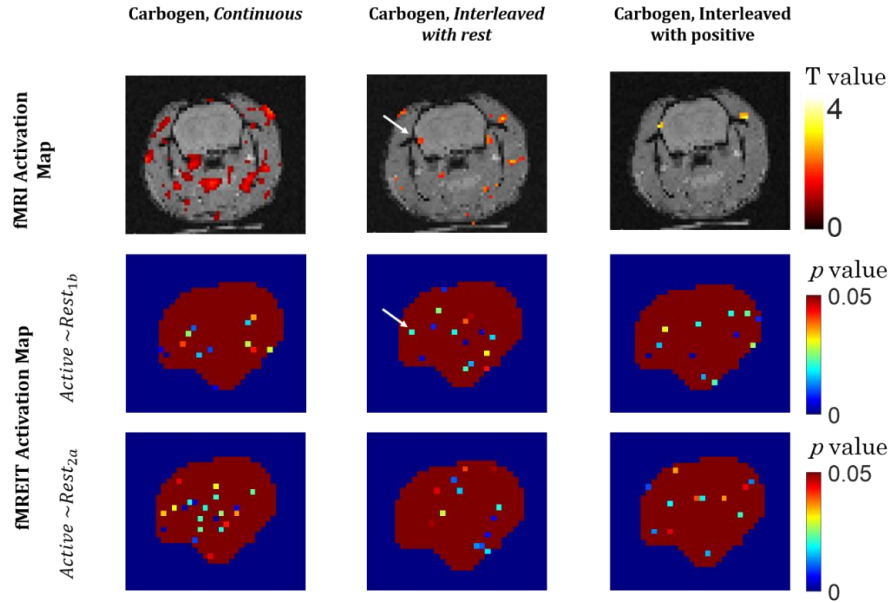 Carbogen, Continuous
Carbogen, Interleaved
with rest
Carbogen, Interleaved
with positive
fMRI Activation
Map
T value
4
0
fMREIT Activation Map
Active ~Rest1b
p value
0.05
0
Active ~Rest2a
p value
0.05
0